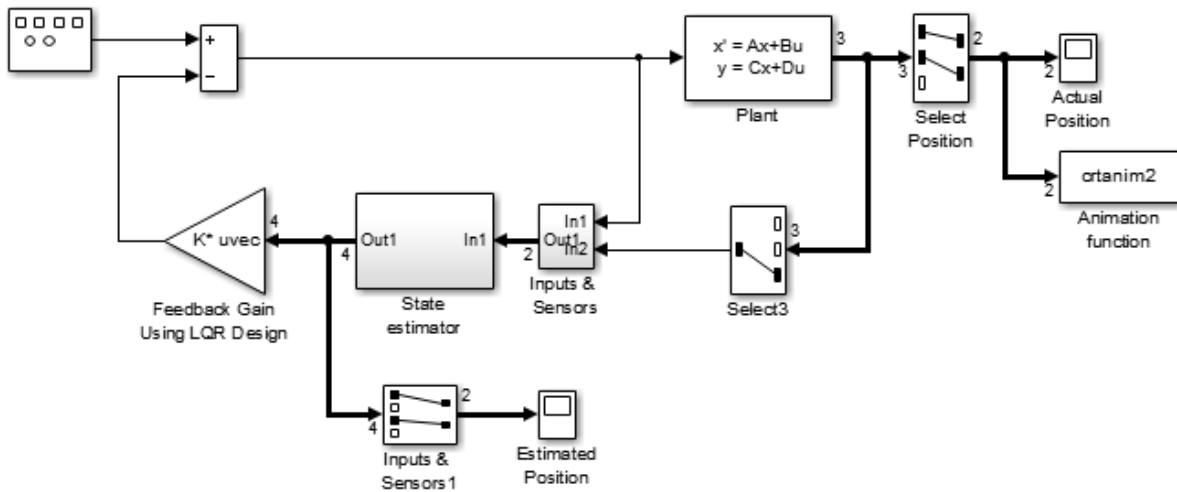 +
−
x' = Ax+Bu
y = Cx+Du
Plant
3
3
2
Select
Position
2
Actual
Position
2
crtanim2
Animation
function
K* uvec
4
Feedback Gain
Using LQR Design
4
Out1
In1
State
estimator
2
In1
Out1
In2
Inputs &
Sensors
3
Select3
4
2
Inputs &
Sensors1
Estimated
Position